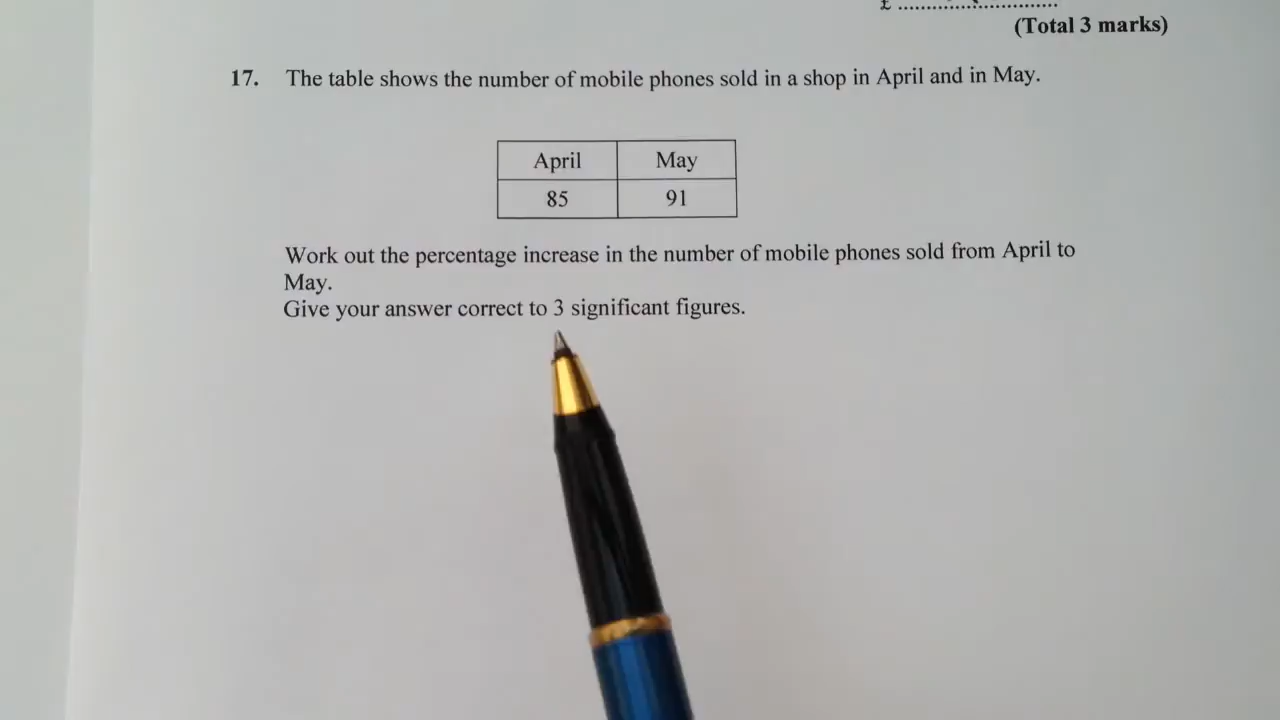 £ ..............................
(Total 3 marks)
17. The table shows the number of mobile phones sold in a shop in April and in May.
April May
85 91
Work out the percentage increase in the number of mobile phones sold from April to
May.
Give your answer correct to 3 significant figures.